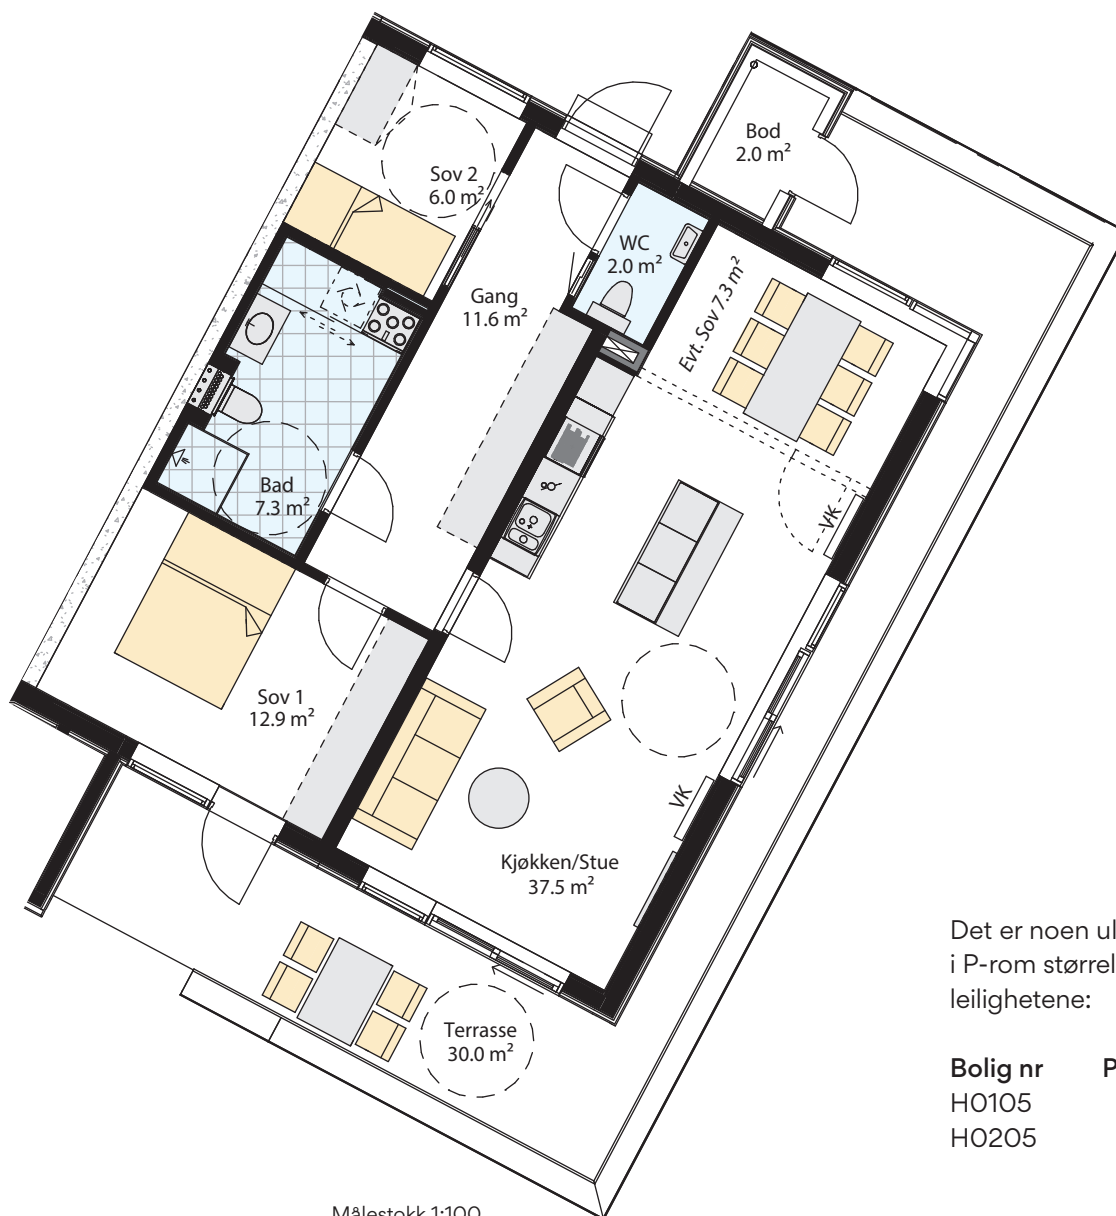 Bod
2.0 m²
Sov 2
6.0 m²
WC
2.0 m²
Evt. Sov 7.3 m²
Gang
11.6 m²
Bad
7.3 m²
VK
Sov 1
12.9 m²
VK
Kjøkken/Stue
37.5 m²
Terrasse
30.0 m²
Det er noen ul
i P-rom størrel
leilighetene:
Bolig nr P
H0105
H0205
Målestokk 1:100